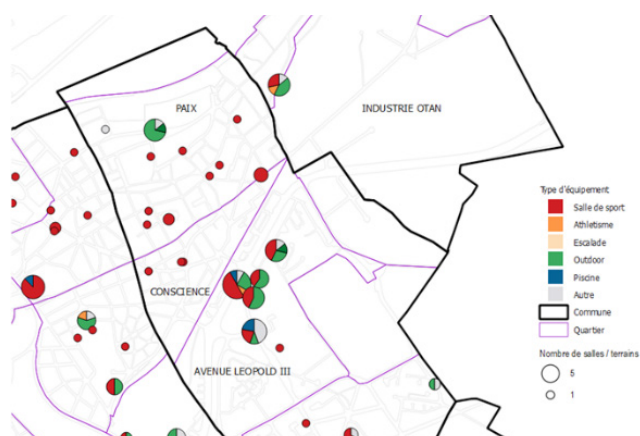 PAIX
INDUSTRIE OTAN
CONSCIENCE
AVENUE LEOPOLD III
Type d'équipement
Salle de sport
Athletisme
Escalade
Outdoor
Piscine
Autre
Commune
Quartier
Nombre de salles / terrains
5
1